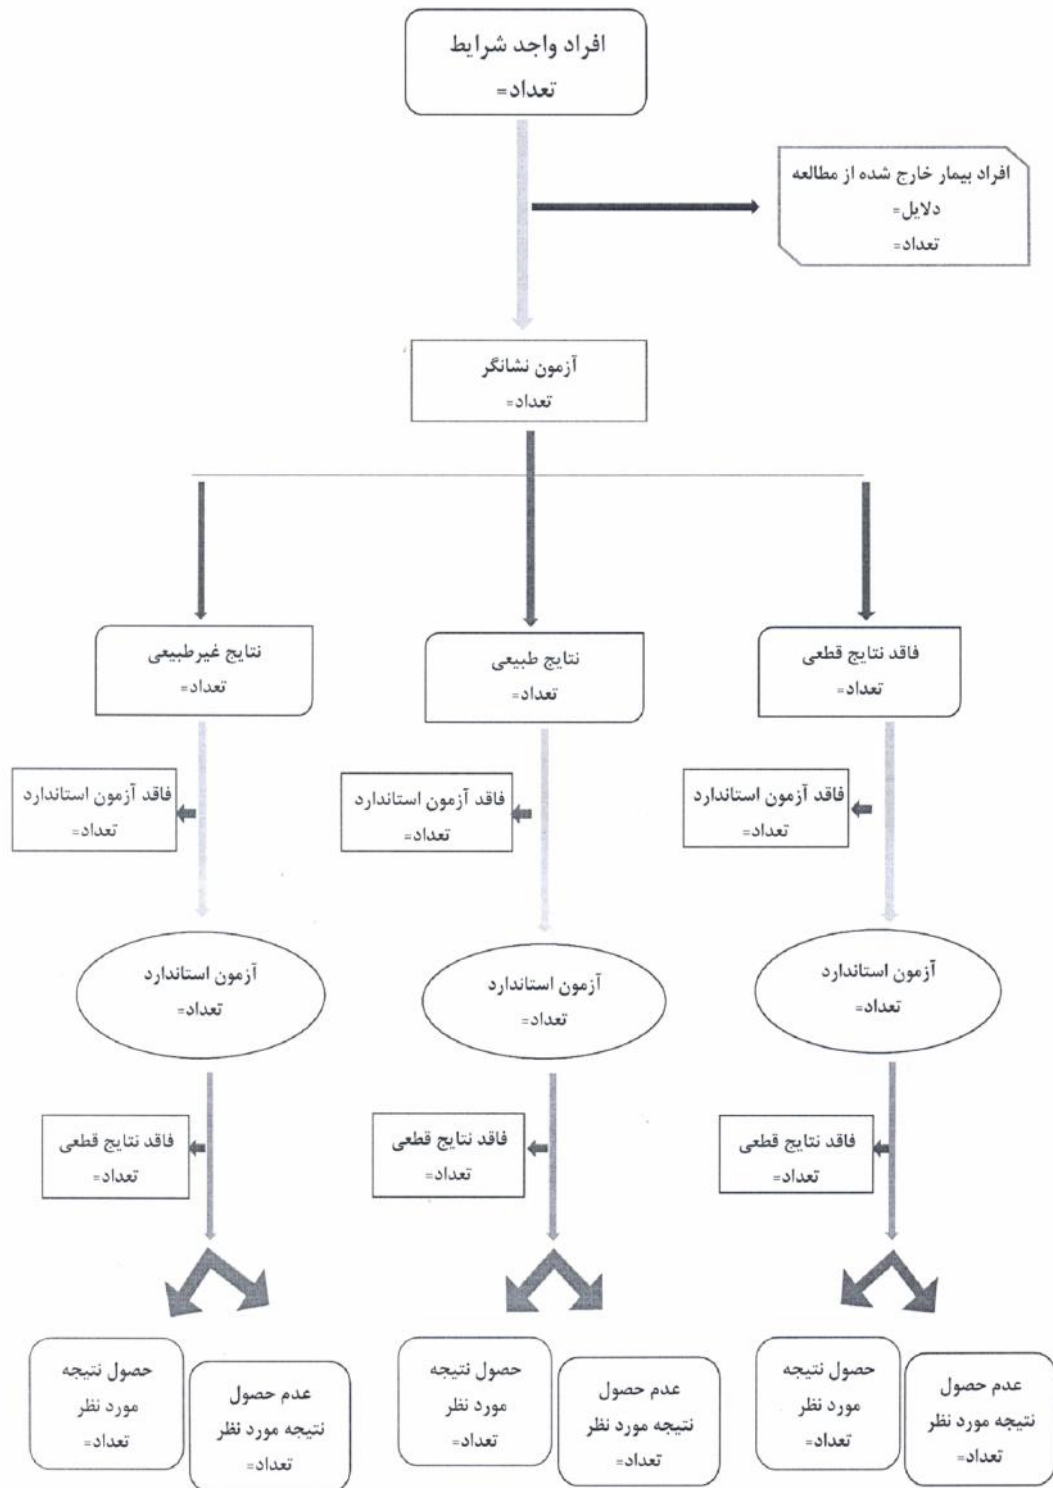 افراد واجد شرایط
تعداد=
افراد بیمار خارج شده از مطالعه
دلایل=
تعداد=
آزمون نشانگر
تعداد=
فاقد نتایج قطعی
تعداد=
نتایج طبیعی
تعداد=
نتایج غیرطبیعی
تعداد=
فاقد آزمون استاندارد
تعداد=
فاقد آزمون استاندارد
تعداد=
فاقد آزمون استاندارد
تعداد=
آزمون استاندارد
تعداد=
آزمون استاندارد
تعداد=
آزمون استاندارد
تعداد=
فاقد نتایج قطعی
تعداد=
فاقد نتایج قطعی
تعداد=
فاقد نتایج قطعی
تعداد=
عدم حصول
نتیجه مورد نظر
تعداد=
حصول نتیجه
مورد نظر
تعداد=
عدم حصول
نتیجه مورد نظر
تعداد=
حصول نتیجه
مورد نظر
تعداد=
عدم حصول
نتیجه مورد نظر
تعداد=
حصول نتیجه
مورد نظر
تعداد=